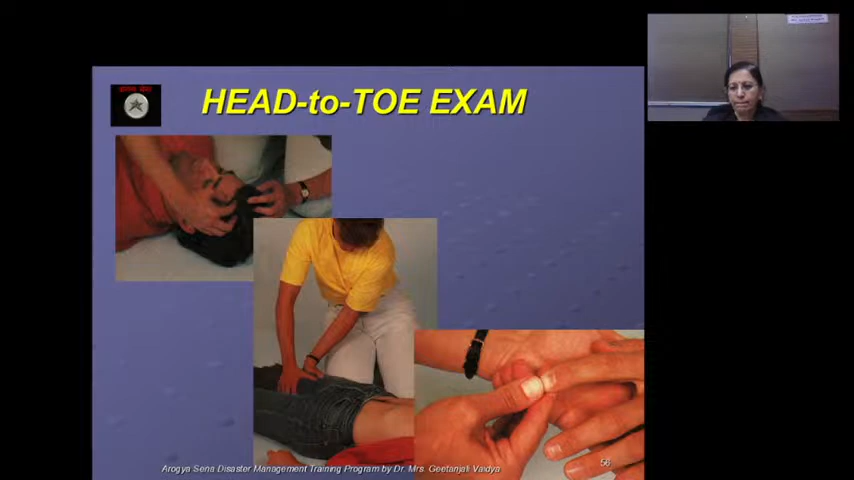 HEAD-to-TOE EXAM
Arogya Sena Disaster Management Training Program by Dr. Mrs. Geetanjali Vaidya
56